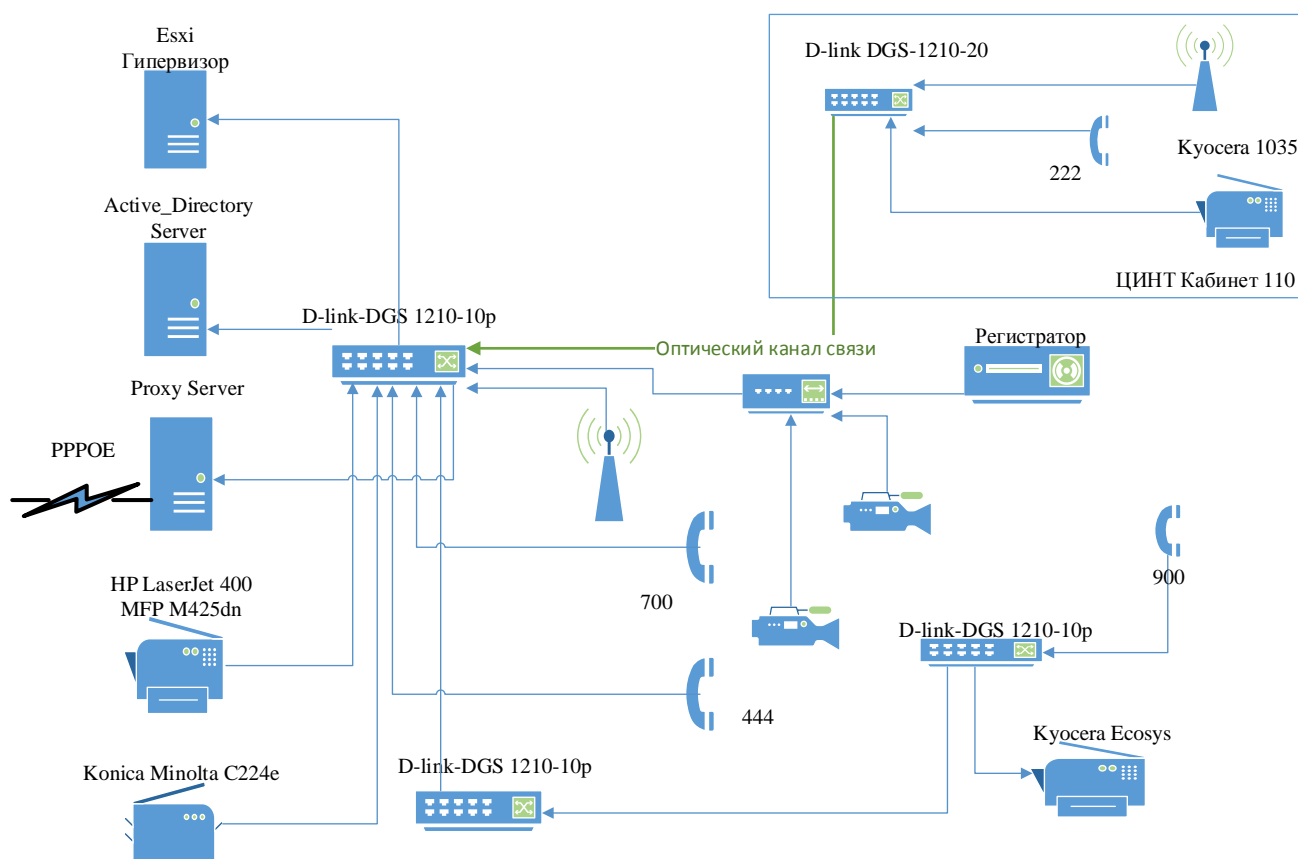 Esxi
Гипервизор
D-link DGS-1210-20
Kyocera 1035
222
Active_Directory
Server
ЦИНТ Кабинет 110
D-link-DGS 1210-10p
Оптический канал связи
Регистратор
Proxy Server
PPPOE
HP LaserJet 400
MFP M425dn
700
900
D-link-DGS 1210-10p
444
Kyocera Ecosys
Konica Minolta C224e
D-link-DGS 1210-10p